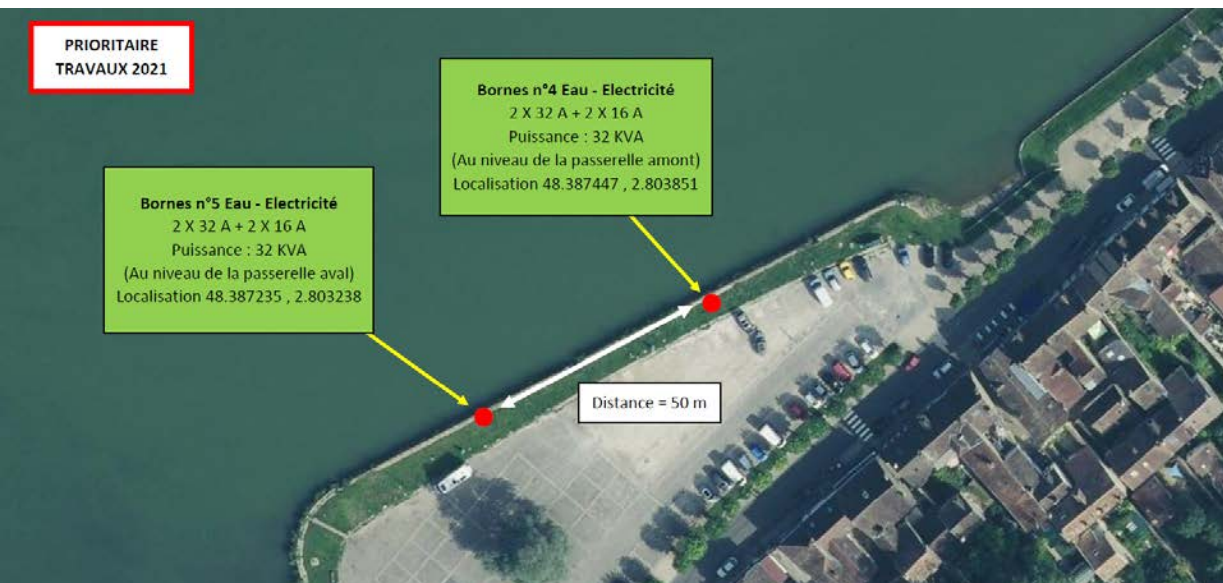 PRIORITAIRE
TRAVAUX 2021
Bornes n°4 Eau - Electricité
2 X 32 A + 2 X 16 A
Puissance : 32 KVA
(Au niveau de la passerelle amont)
Localisation 48.387447 , 2.803851
Bornes n°5 Eau - Electricité
2 X 32 A + 2 X 16 A
Puissance : 32 KVA
(Au niveau de la passerelle aval)
Localisation 48.387235 , 2.803238
Distance = 50 m